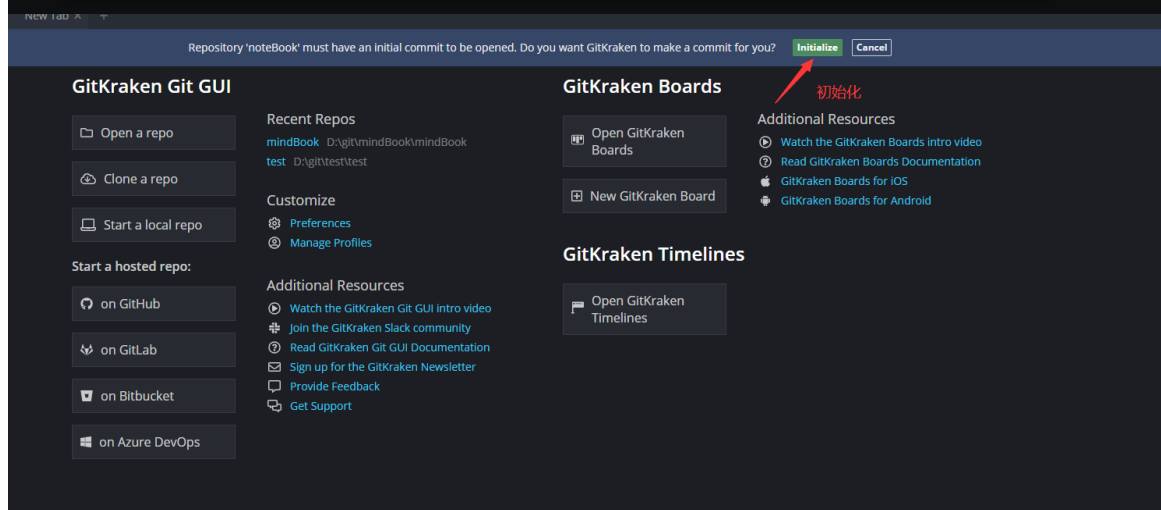 New Tab × +
Repository 'noteBook' must have an initial commit to be opened. Do you want GitKraken to make a commit for you? Initialize Cancel
初始化
GitKraken Git GUI
Open a repo
Clone a repo
Start a local repo
Start a hosted repo:
on GitHub
on GitLab
on Bitbucket
on Azure DevOps
Recent Repos
mindBook D:\git\mindBook\mindBook
test D:\git\test\test
Customize
Preferences
Manage Profiles
Additional Resources
Watch the GitKraken Git GUI intro video
Join the GitKraken Slack community
Read GitKraken Git GUI Documentation
Sign up for the GitKraken Newsletter
Provide Feedback
Get Support
GitKraken Boards
Open GitKraken
Boards
New GitKraken Board
Additional Resources
Watch the GitKraken Boards intro video
Read GitKraken Boards Documentation
GitKraken Boards for iOS
GitKraken Boards for Android
GitKraken Timelines
Open GitKraken
Timelines